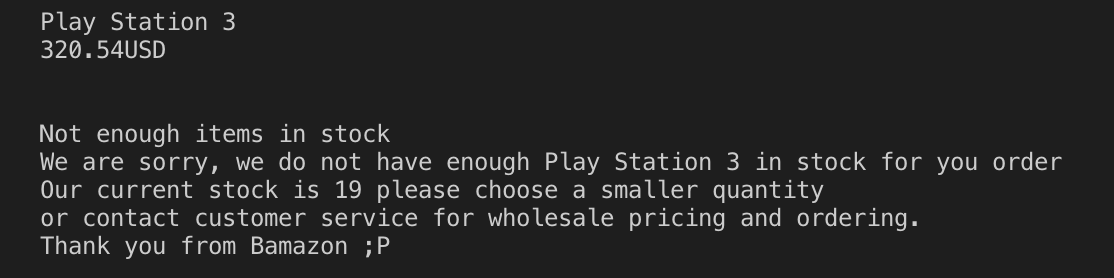 Play Station 3
320.54USD
Not enough items in stock
We are sorry, we do not have enough Play Station 3 in stock for you order
Our current stock is 19 please choose a smaller quantity
or contact customer service for wholesale pricing and ordering.
Thank you from Bamazon ;P